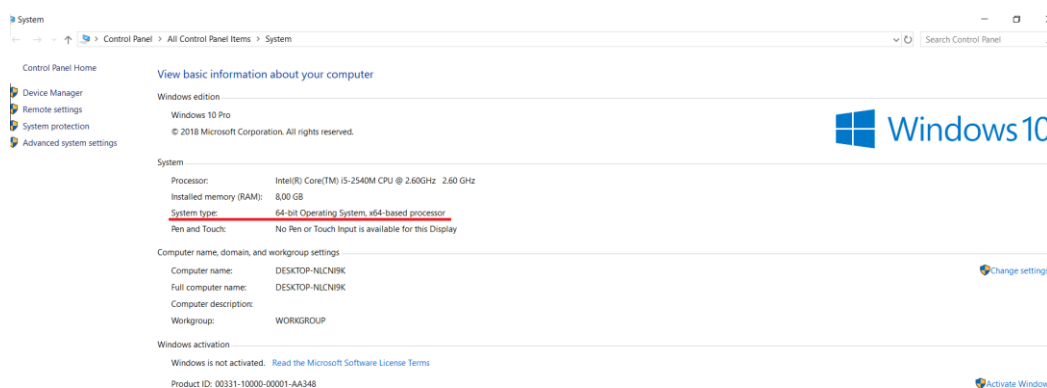 System
Control Panel > All Control Panel Items > System
Search Control Panel
Control Panel Home
Device Manager
Remote settings
System protection
Advanced system settings
View basic information about your computer
Windows edition
Windows 10 Pro
© 2018 Microsoft Corporation. All rights reserved.
Windows 10
System
Processor: Intel(R) Core(TM) i5-2540M CPU @ 2.60GHz 2.60 GHz
Installed memory (RAM): 8,00 GB
System type: 64-bit Operating System, x64-based processor
Pen and Touch: No Pen or Touch Input is available for this Display
Computer name, domain, and workgroup settings
Computer name: DESKTOP-NLCNI9K
Change settings
Full computer name: DESKTOP-NLCNI9K
Computer description:
Workgroup: WORKGROUP
Windows activation
Windows is not activated. Read the Microsoft Software License Terms
Product ID: 00331-10000-00001-AA348
Activate Window